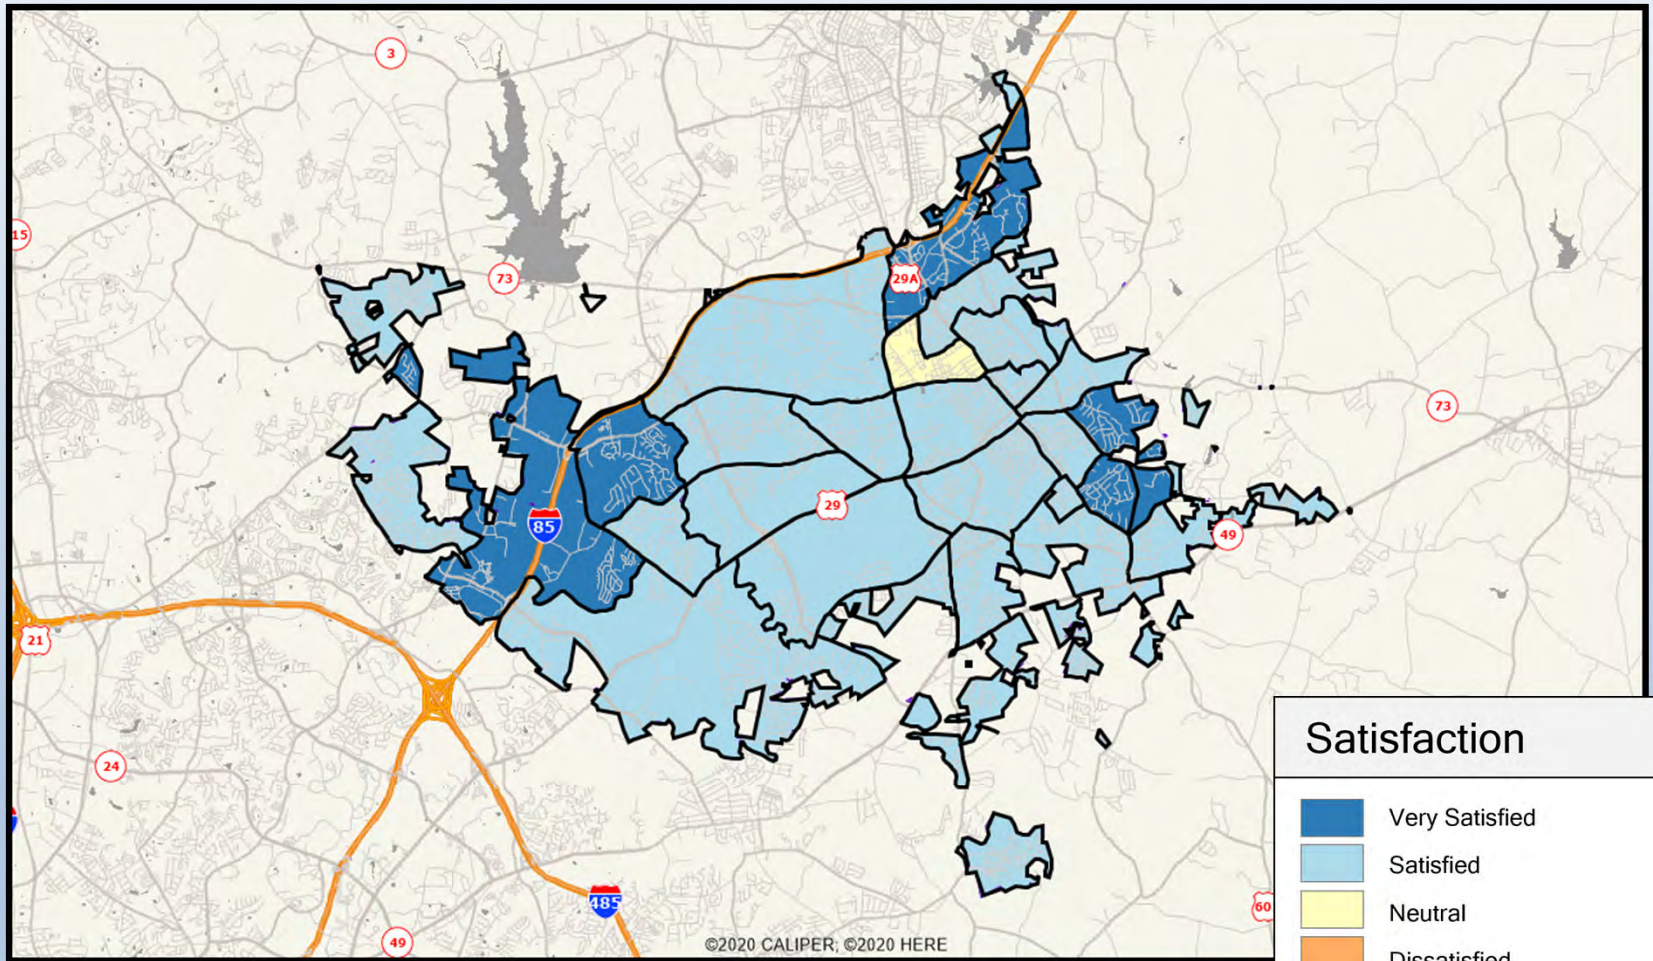 3
15
73
29A
73
29
49
85
21
24
Satisfaction
Very Satisfied
Satisfied
Neutral
Dissatisfied
485
60
49
©2020 CALIPER; ©2020 HERE